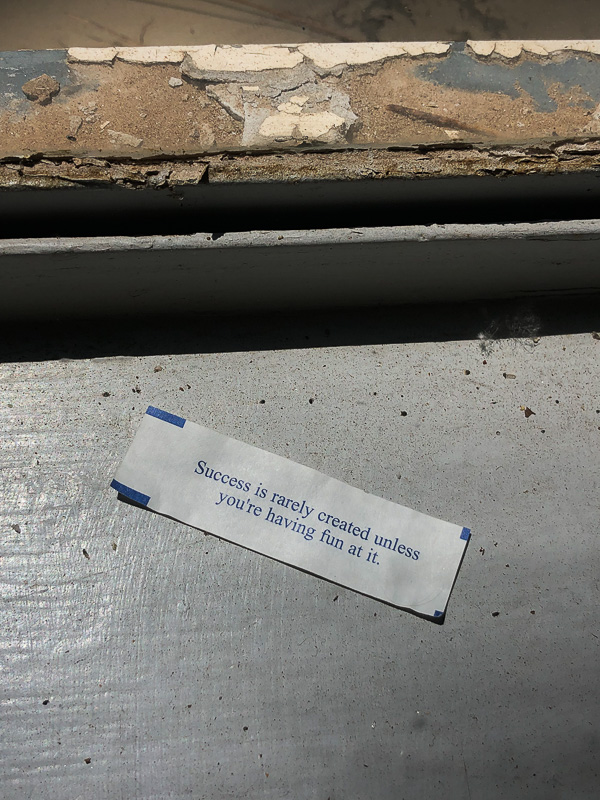 Success is rarely created unless
you're having fun at it.